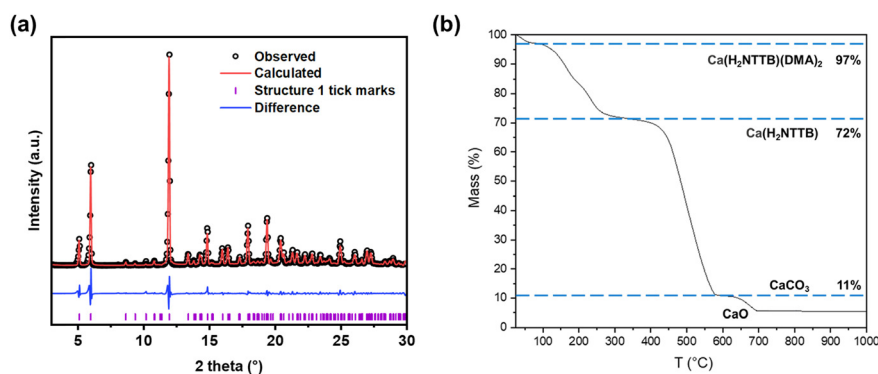 (a)
Observed
Calculated
Structure 1 tick marks
Difference
Intensity (a.u.)
5 10 15 20 25 30
2 theta (°)
(b)
100
90
80
70
60
50
40
30
20
10
0
Mass (%)
Ca(H₂NTTB)(DMA)₂ 97%
Ca(H₂NTTB) 72%
CaCO₃ 11%
CaO
100 200 300 400 500 600 700 800 900 1000
T (°C)